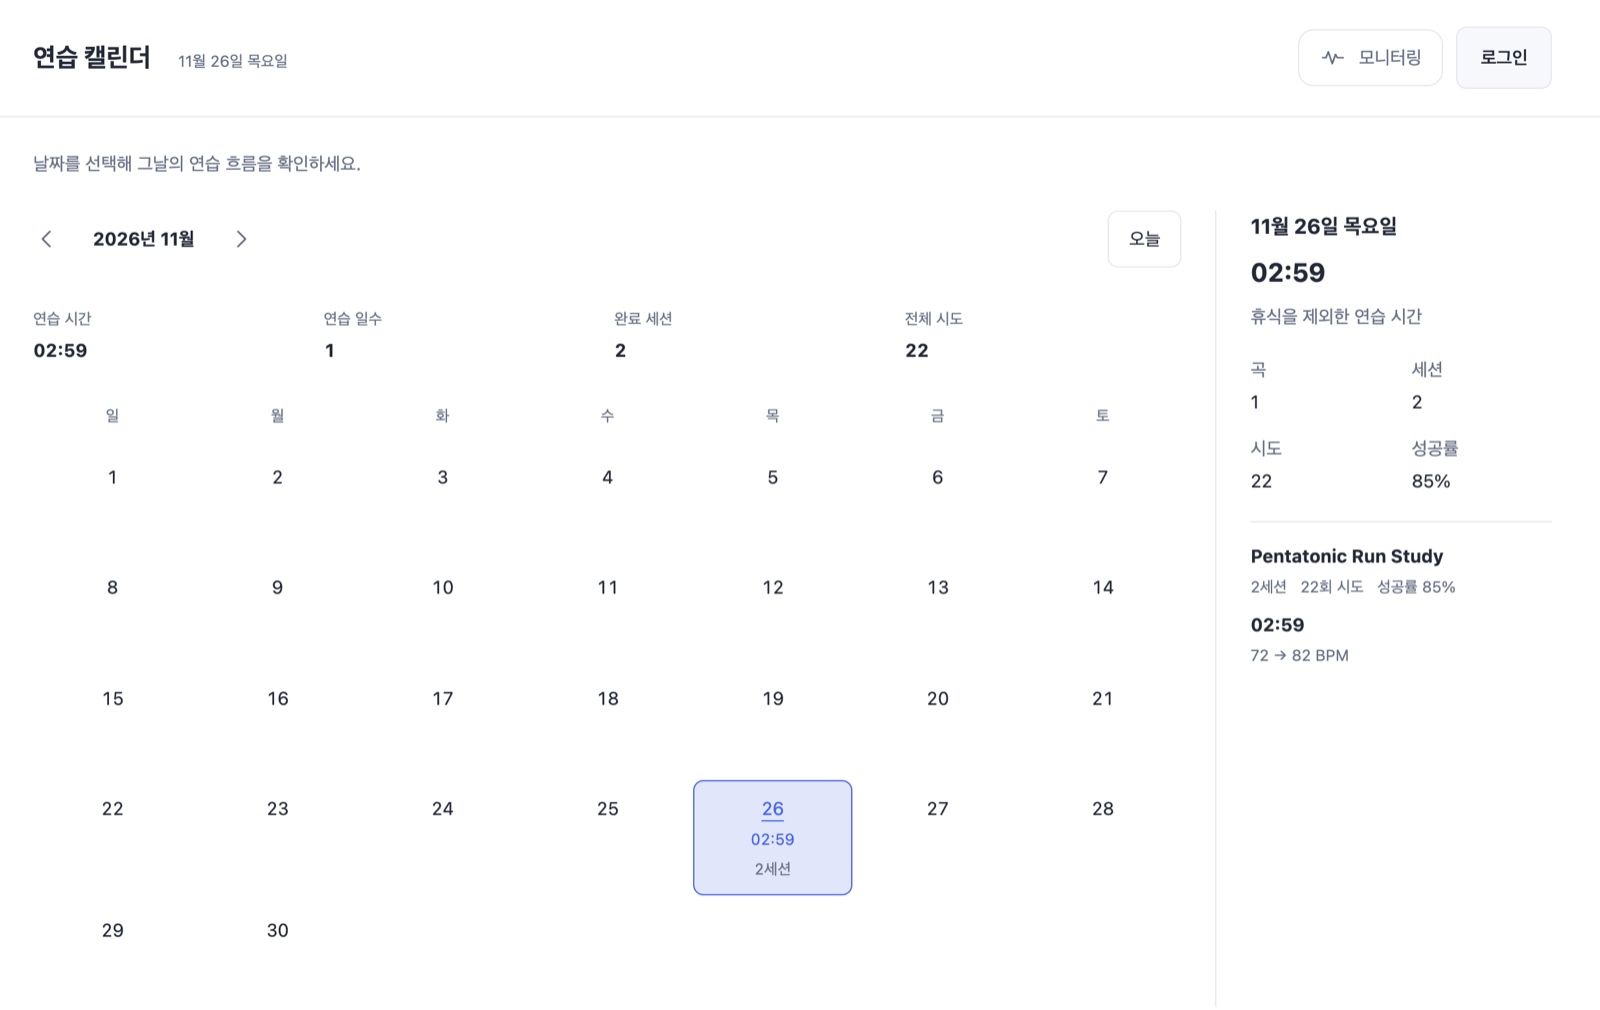 연습 캘린더 11월 26일 목요일
모니터링
로그인
날짜를 선택해 그날의 연습 흐름을 확인하세요.
2026년 11월
오늘
연습 시간 연습 일수 완료 세션 전체 시도
02:59 1 2 22
일 월 화 수 목 금 토
1 2 3 4 5 6 7
8 9 10 11 12 13 14
15 16 17 18 19 20 21
22 23 24 25 26 27 28
02:59
2세션
29 30
11월 26일 목요일
02:59
휴식을 제외한 연습 시간
곡 세션
1 2
시도 성공률
22 85%
Pentatonic Run Study
2세션 22회 시도 성공률 85%
02:59
72 → 82 BPM